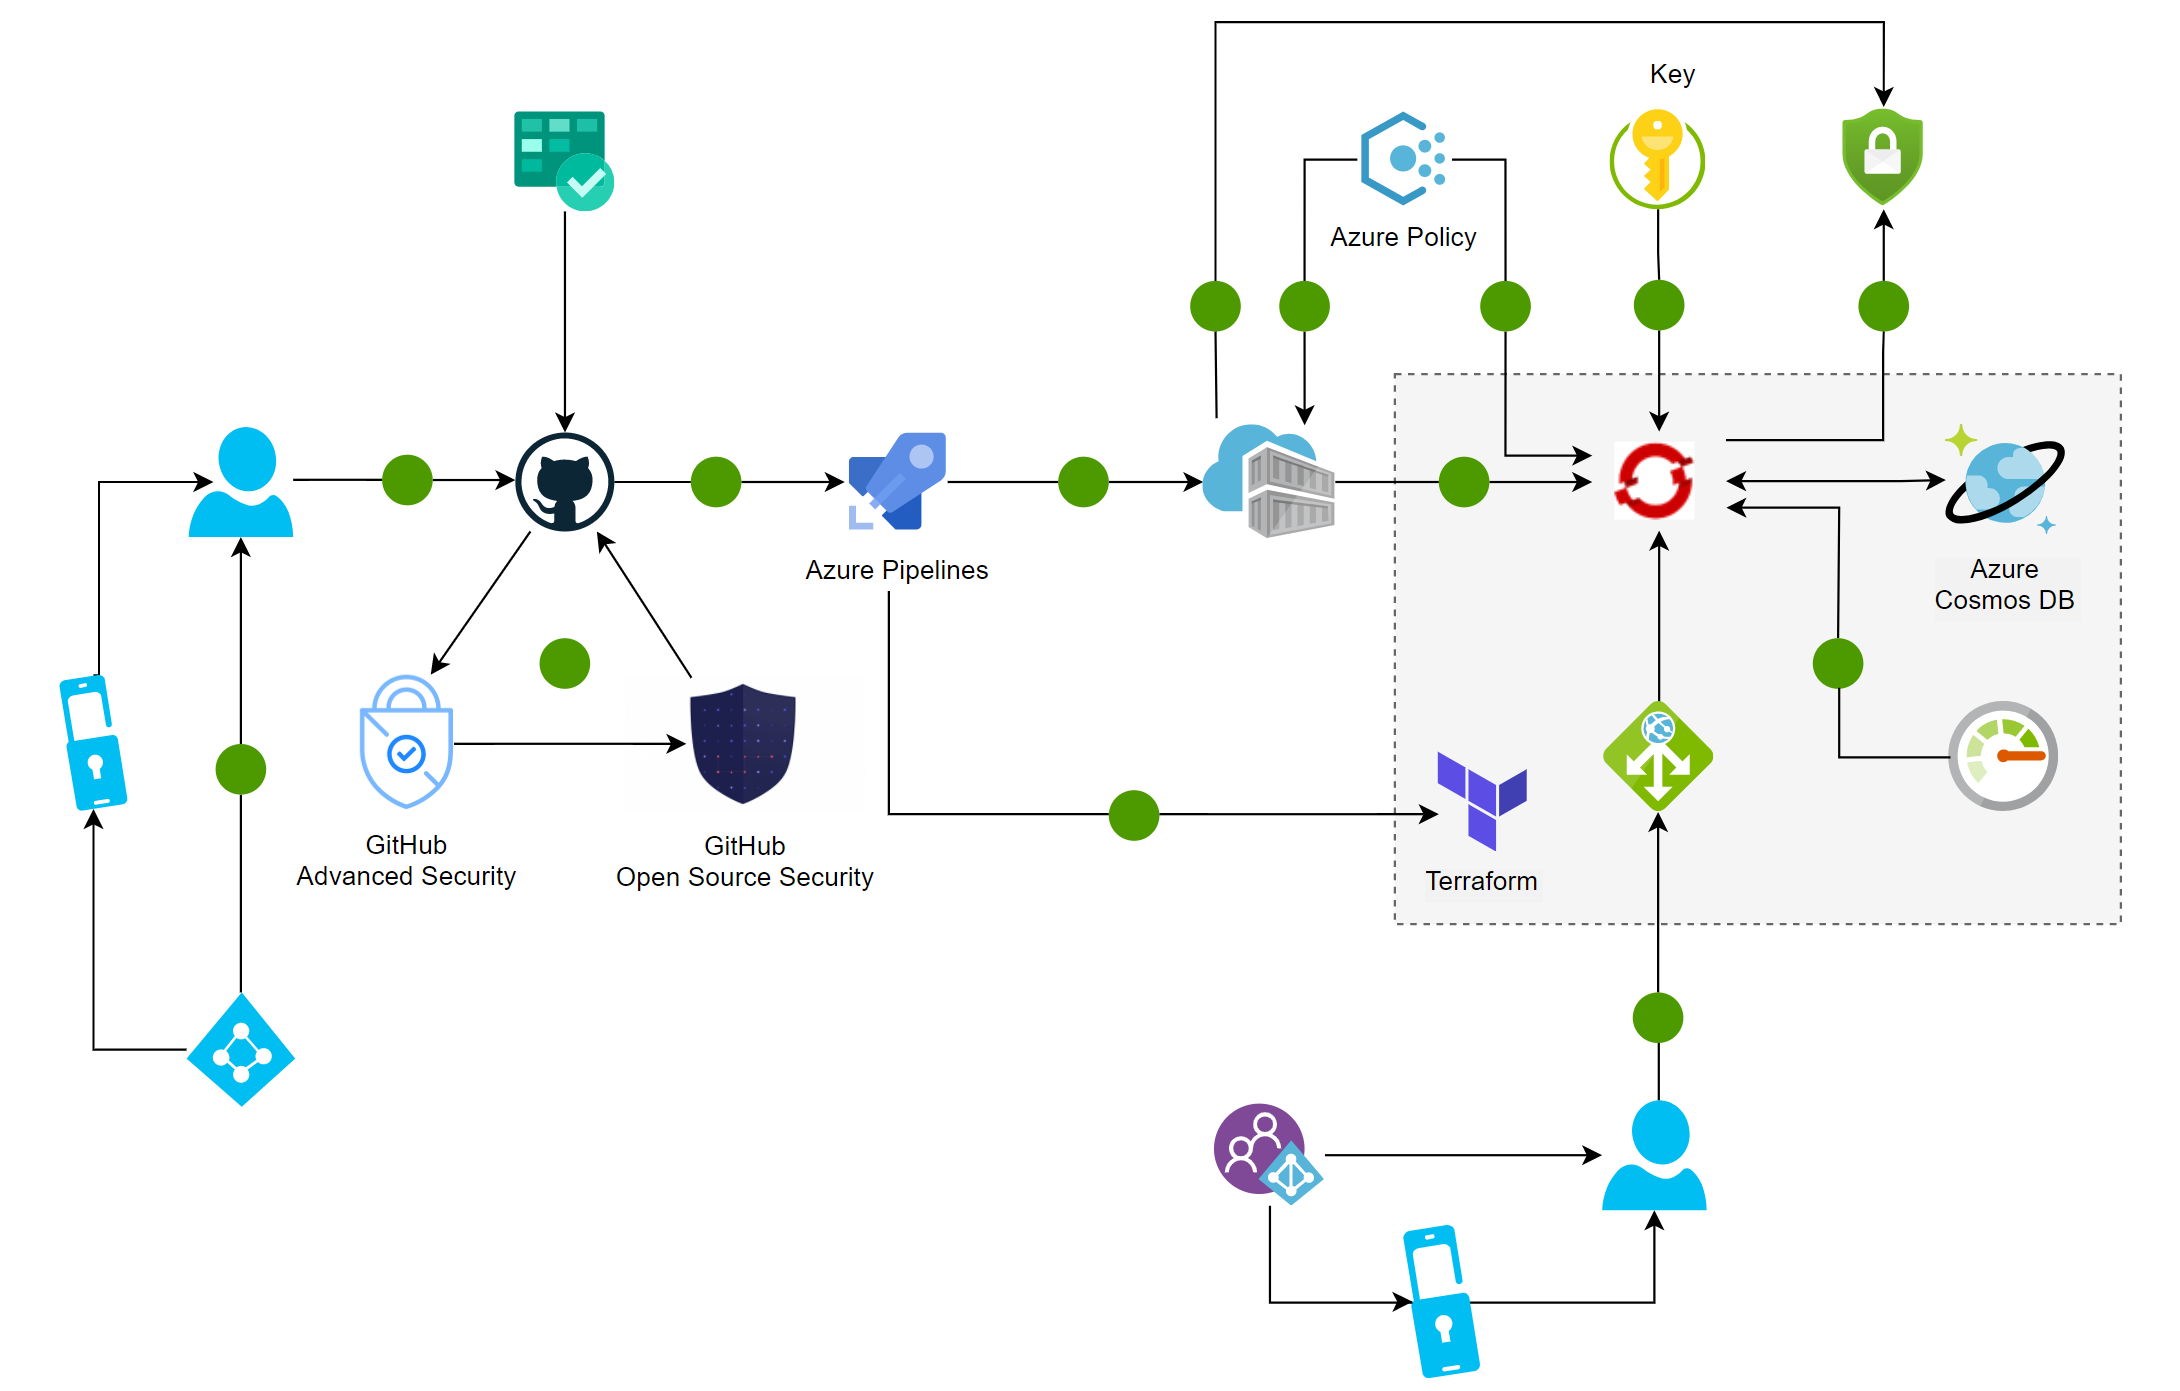 Key
Azure Policy
Azure Pipelines
Azure
Cosmos DB
GitHub
Advanced Security
GitHub
Open Source Security
Terraform